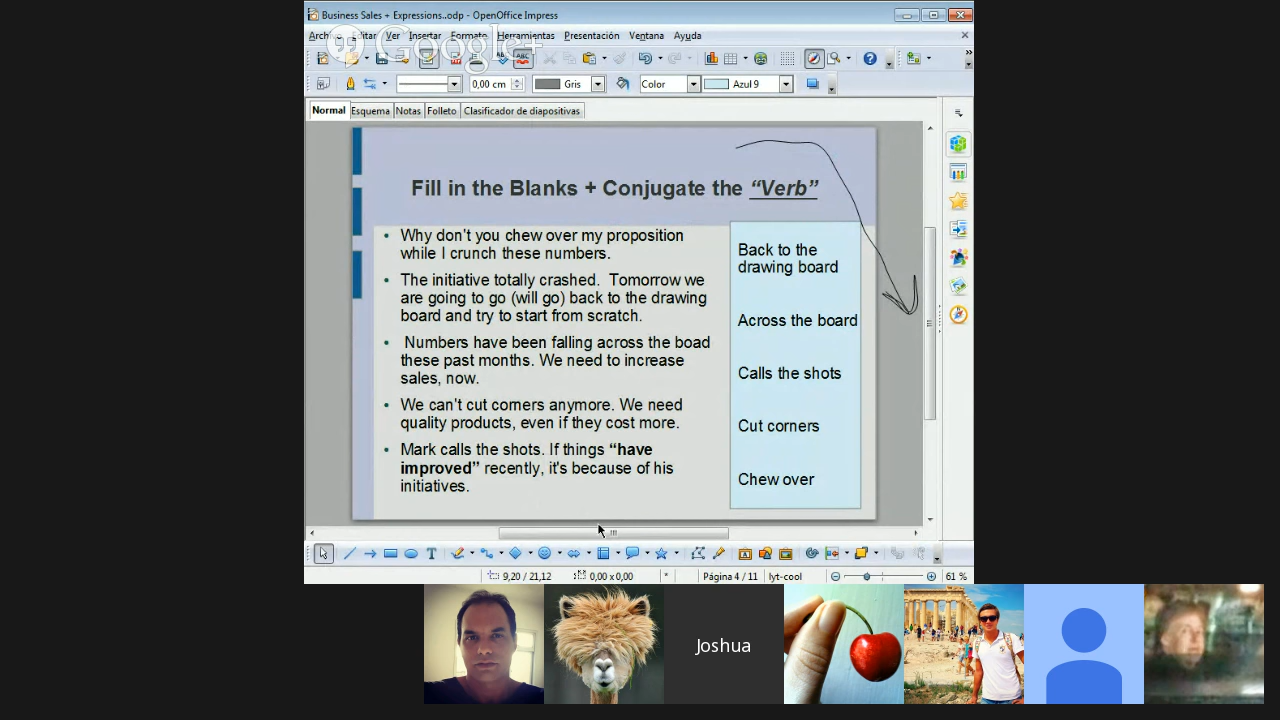 Business Sales + Expressions..odp - OpenOffice Impress
Google+
Ver Insertar Formato Herramientas Presentación Ventana Ayuda
0,00 cm Gris Color Azul 9
Normal Esquema Notas Folleto Clasificador de diapositivas
Fill in the Blanks + Conjugate the “Verb”
• Why don't you chew over my proposition
while I crunch these numbers.
• The initiative totally crashed. Tomorrow we
are going to go (will go) back to the drawing
board and try to start from scratch.
• Numbers have been falling across the boad
these past months. We need to increase
sales, now.
• We can't cut corners anymore. We need
quality products, even if they cost more.
• Mark calls the shots. If things “have
improved” recently, it's because of his
initiatives.
Back to the
drawing board
Across the board
Calls the shots
Cut corners
Chew over
9,20 / 21,12 0,00 x 0,00 * Página 4 / 11 lyt-cool 61 %
Joshua